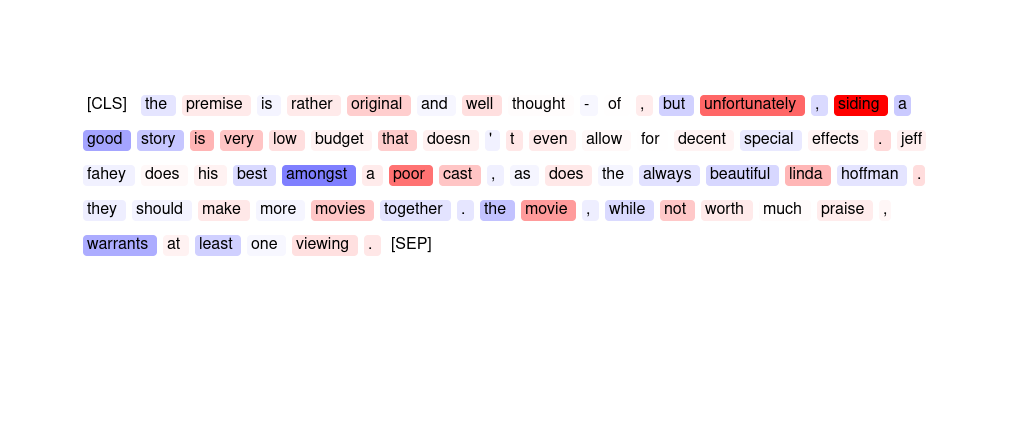 [CLS] the premise is rather original and well thought - of , but unfortunately , siding a
good story is very low budget that doesn ' t even allow for decent special effects . jeff
fahey does his best amongst a poor cast , as does the always beautiful linda hoffman .
they should make more movies together . the movie , while not worth much praise ,
warrants at least one viewing . [SEP]